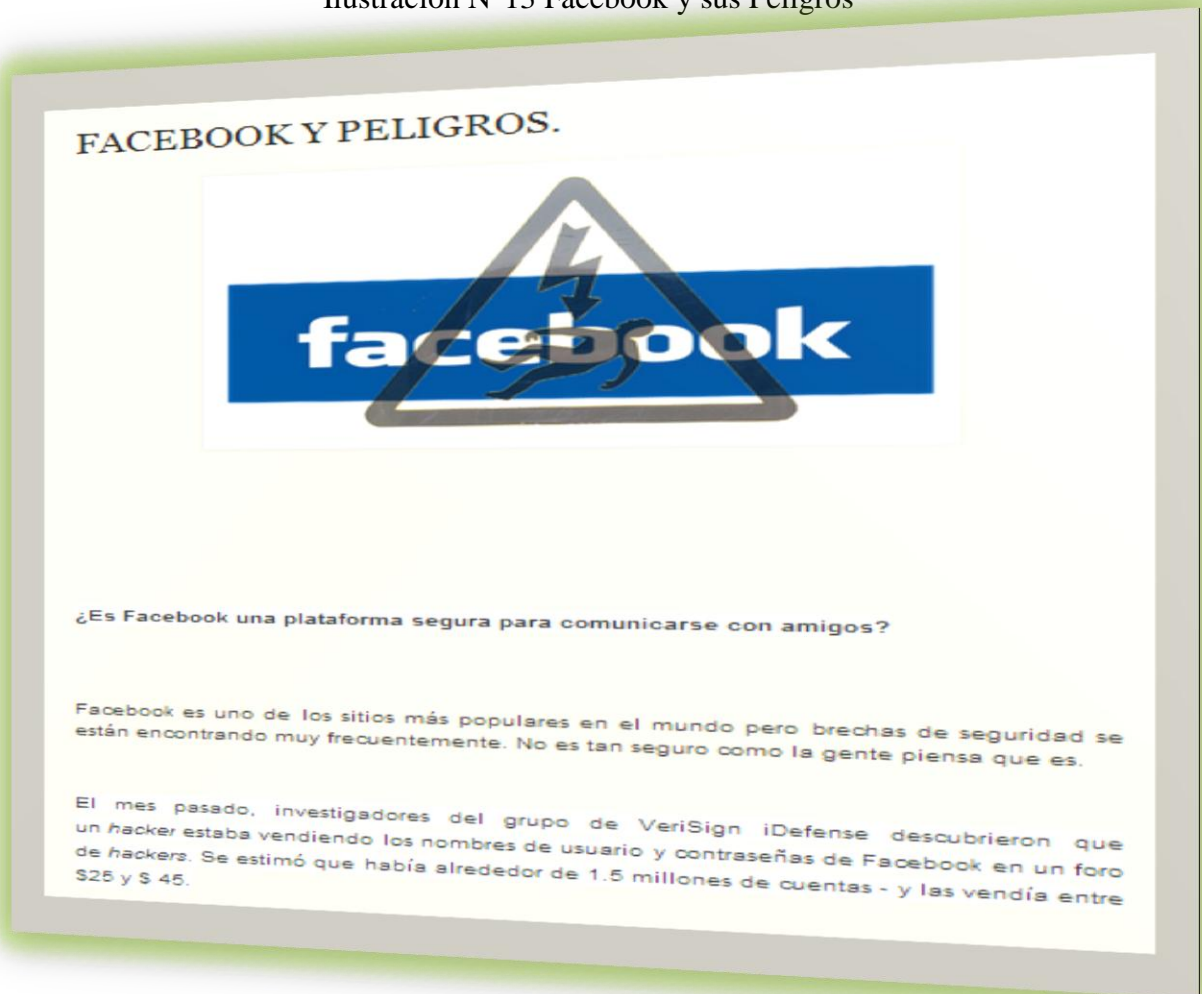 Ilustración N°13 Facebook y sus Peligros
FACEBOOK Y PELIGROS.
facebook
¿Es Facebook una plataforma segura para comunicarse con amigos?
Facebook es uno de los sitios más populares en el mundo pero brechas de seguridad se
están encontrando muy frecuentemente. No es tan seguro como la gente piensa que es.
El mes pasado, investigadores del grupo de VeriSign iDefense descubrieron que
un hacker estaba vendiendo los nombres de usuario y contraseñas de Facebook en un foro
de hackers. Se estimó que había alrededor de 1.5 millones de cuentas - y las vendía entre
$25 y $ 45.